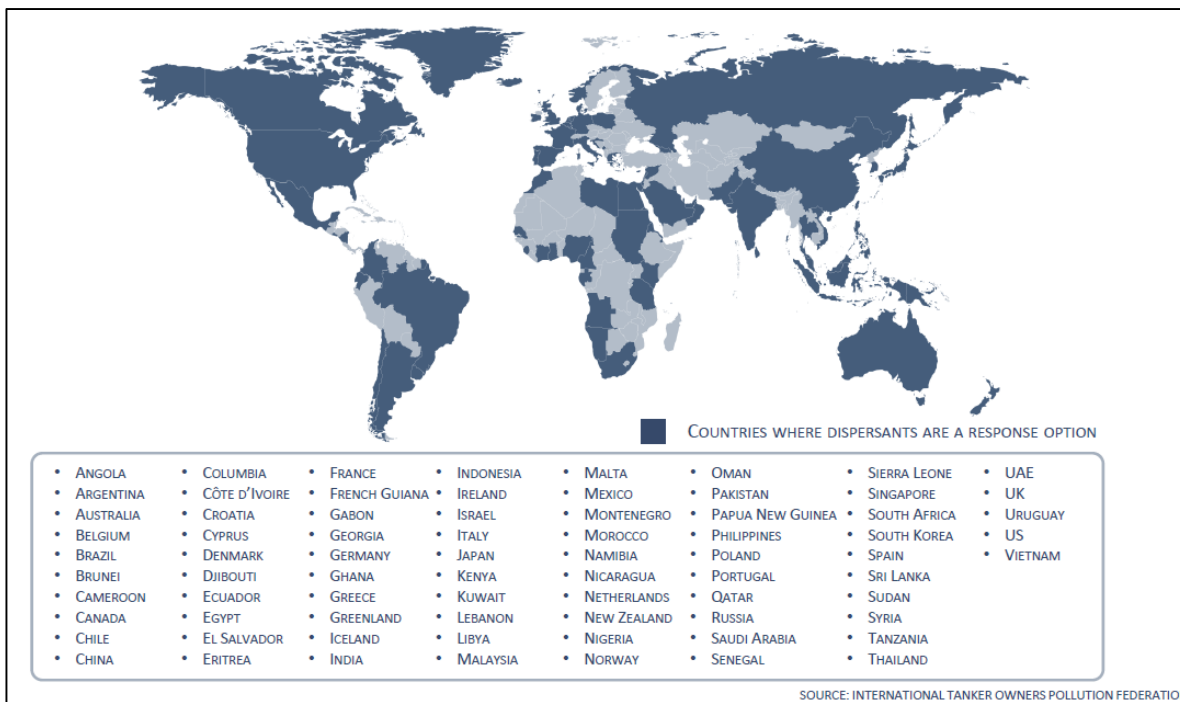 COUNTRIES WHERE DISPERSANTS ARE A RESPONSE OPTION
• ANGOLA
• ARGENTINA
• AUSTRALIA
• BELGIUM
• BRAZIL
• BRUNEI
• CAMEROON
• CANADA
• CHILE
• CHINA
• COLUMBIA
• CÔTE D'IVOIRE
• CROATIA
• CYPRUS
• DENMARK
• DJIBOUTI
• ECUADOR
• EGYPT
• EL SALVADOR
• ERITREA
• FRANCE
• FRENCH GUIANA
• GABON
• GEORGIA
• GERMANY
• GHANA
• GREECE
• GREENLAND
• ICELAND
• INDIA
• INDONESIA
• IRELAND
• ISRAEL
• ITALY
• JAPAN
• KENYA
• KUWAIT
• LEBANON
• LIBYA
• MALAYSIA
• MALTA
• MEXICO
• MONTENEGRO
• MOROCCO
• NAMIBIA
• NICARAGUA
• NETHERLANDS
• NEW ZEALAND
• NIGERIA
• NORWAY
• OMAN
• PAKISTAN
• PAPUA NEW GUINEA
• PHILIPPINES
• POLAND
• PORTUGAL
• QATAR
• RUSSIA
• SAUDI ARABIA
• SENEGAL
• SIERRA LEONE
• SINGAPORE
• SOUTH AFRICA
• SOUTH KOREA
• SPAIN
• SRI LANKA
• SUDAN
• SYRIA
• TANZANIA
• THAILAND
• UAE
• UK
• URUGUAY
• US
• VIETNAM
SOURCE: INTERNATIONAL TANKER OWNERS POLLUTION FEDERATIO